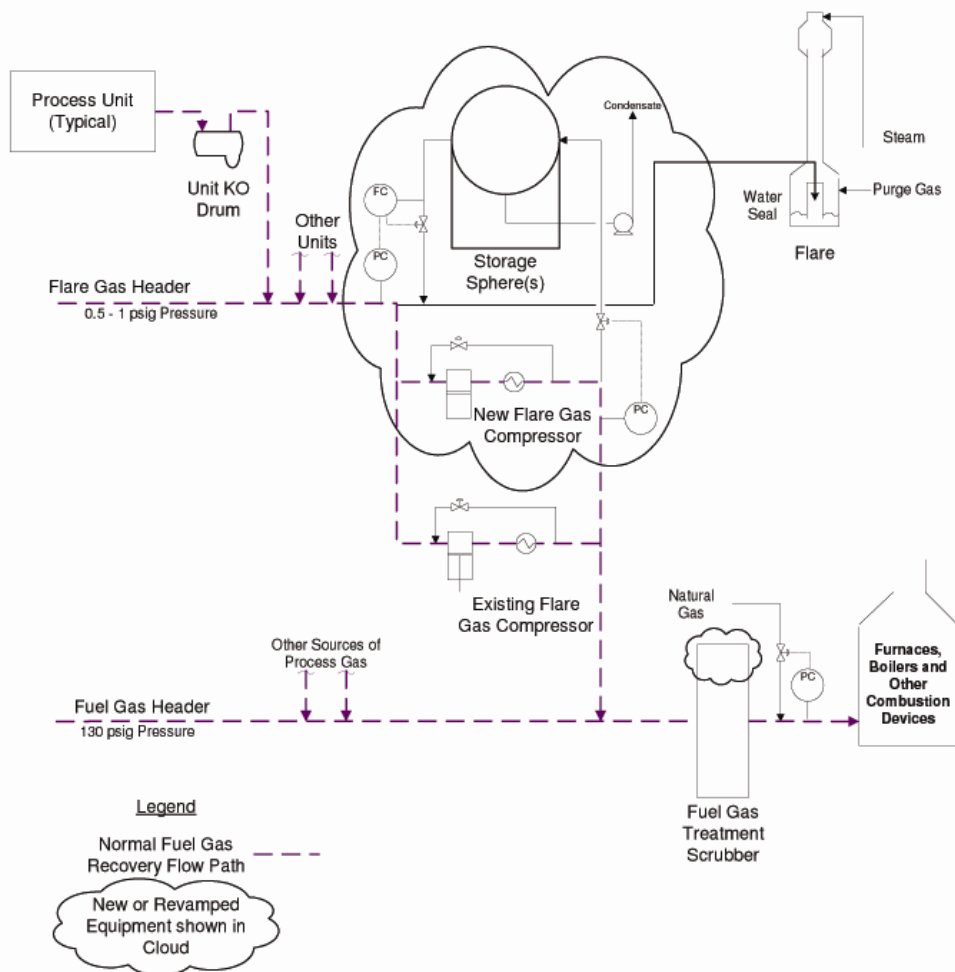 Process Unit
(Typical)
Unit KO
Drum
Other
Units
Flare Gas Header
0.5 - 1 psig Pressure
FC
PC
Condensate
Storage
Sphere(s)
Steam
Purge Gas
Water
Seal
Flare
New Flare Gas
Compressor
PC
Existing Flare
Gas Compressor
Other Sources of
Process Gas
Fuel Gas Header
130 psig Pressure
Natural
Gas
PC
Furnaces,
Boilers and
Other
Combustion
Devices
Fuel Gas
Treatment
Scrubber
Legend
Normal Fuel Gas
Recovery Flow Path
New or Revamped
Equipment shown in
Cloud